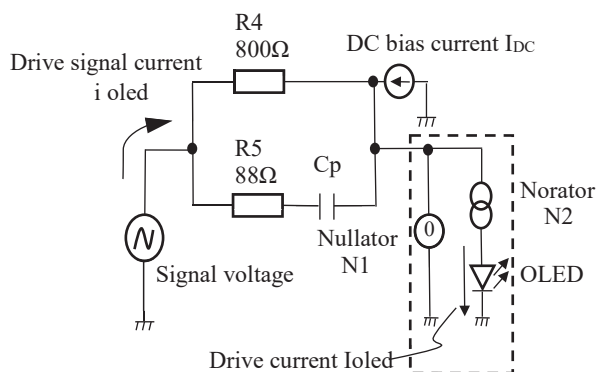 R4
800Ω
DC bias current IDC
Drive signal current
i oled
R5
88Ω
Cp
Norator
N2
0
Nullator
N1
Signal voltage
OLED
Drive current Ioled